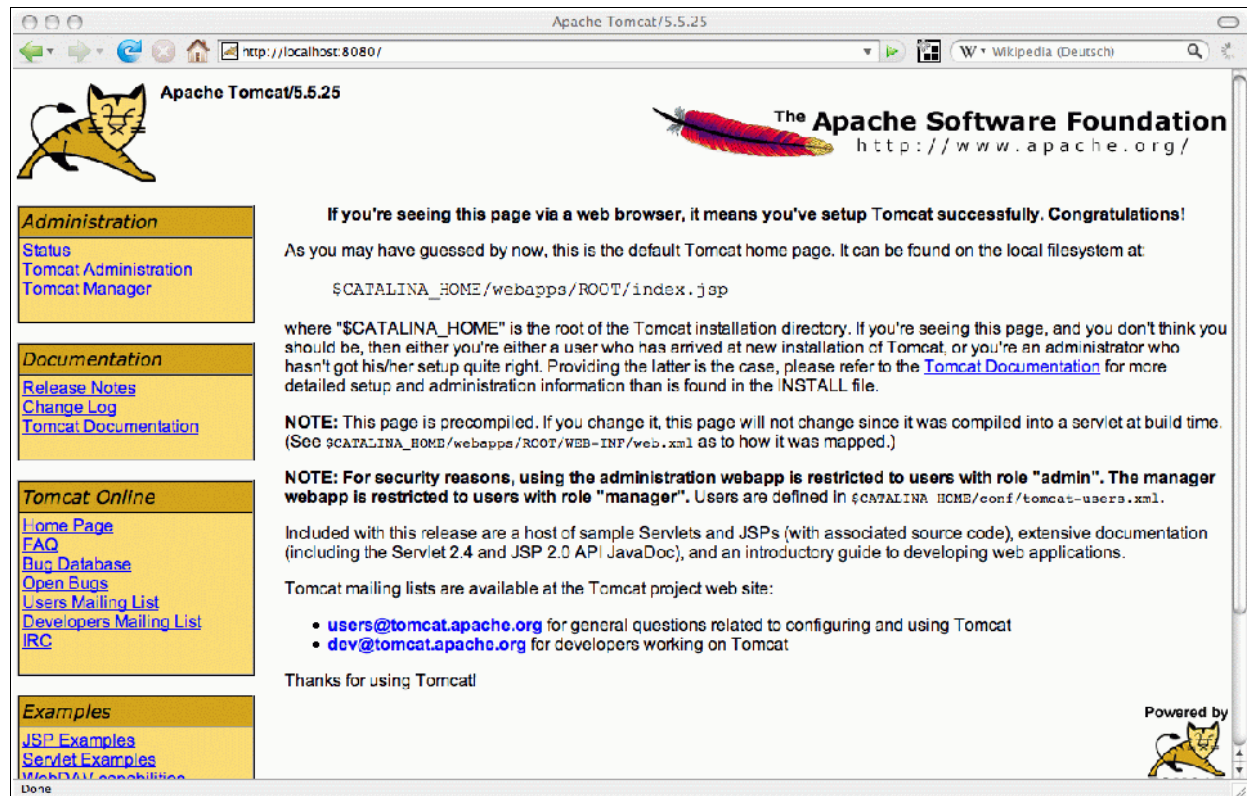 Apache Tomcat/5.5.25
http://localhost:8080/
W Wikipedia (Deutsch)
Apache Tomcat/5.5.25
The Apache Software Foundation
http://www.apache.org/
Administration
Status
Tomcat Administration
Tomcat Manager
Documentation
Release Notes
Change Log
Tomcat Documentation
Tomcat Online
Home Page
FAQ
Bug Database
Open Bugs
Users Mailing List
Developers Mailing List
IRC
Examples
JSP Examples
Servlet Examples
WebDAV capabilities
If you're seeing this page via a web browser, it means you've setup Tomcat successfully. Congratulations!
As you may have guessed by now, this is the default Tomcat home page. It can be found on the local filesystem at:
$CATALINA_HOME/webapps/ROOT/index.jsp
where "$CATALINA_HOME" is the root of the Tomcat installation directory. If you're seeing this page, and you don't think you
should be, then either you're either a user who has arrived at new installation of Tomcat, or you're an administrator who
hasn't got his/her setup quite right. Providing the latter is the case, please refer to the Tomcat Documentation for more
detailed setup and administration information than is found in the INSTALL file.
NOTE: This page is precompiled. If you change it, this page will not change since it was compiled into a servlet at build time.
(See $CATALINA_HOME/webapps/ROOT/WEB-INF/web.xml as to how it was mapped.)
NOTE: For security reasons, using the administration webapp is restricted to users with role "admin". The manager
webapp is restricted to users with role "manager". Users are defined in $CATALINA_HOME/conf/tomcat-users.xml.
Included with this release are a host of sample Servlets and JSPs (with associated source code), extensive documentation
(including the Servlet 2.4 and JSP 2.0 API JavaDoc), and an introductory guide to developing web applications.
Tomcat mailing lists are available at the Tomcat project web site:
• users@tomcat.apache.org for general questions related to configuring and using Tomcat
• dev@tomcat.apache.org for developers working on Tomcat
Thanks for using Tomcat!
Powered by
Done